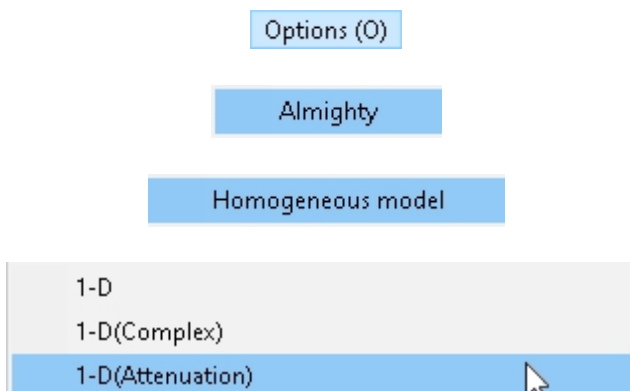 Options (O)
Almighty
Homogeneous model
1-D
1-D(Complex)
1-D(Attenuation)